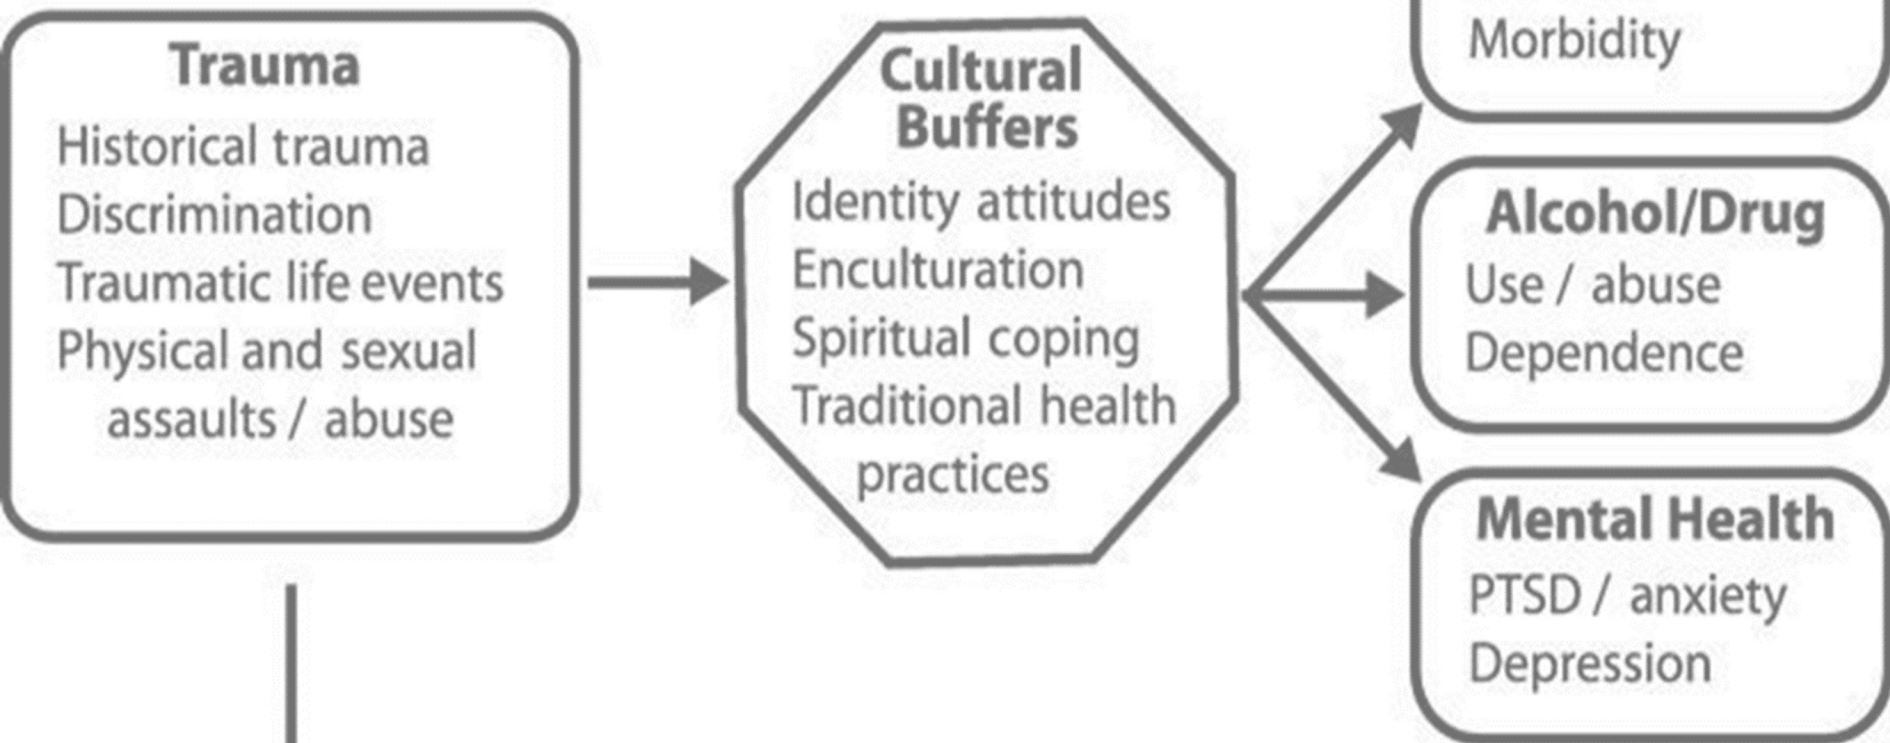 Trauma
Historical trauma
Discrimination
Traumatic life events
Physical and sexual
assaults / abuse
Cultural
Buffers
Identity attitudes
Enculturation
Spiritual coping
Traditional health
practices
Morbidity
Alcohol/Drug
Use / abuse
Dependence
Mental Health
PTSD / anxiety
Depression